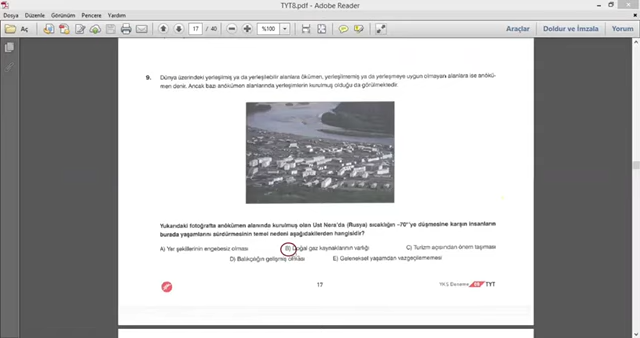 TYT8.pdf - Adobe Reader
Dosya Düzenle Görünüm Pencere Yardım
Aç 17 / 40 %100 Araçlar Doldur ve İmzala Yorum
9. Dünya üzerindeki yerleşilmiş ya da yerleşilebilir alanlara ökümen, yerleşilmemiş ya da yerleşmeye uygun olmayan alanlara ise anökü-
men denir. Ancak bazı anökümen alanlarında yerleşimlerin kurulmuş olduğu da görülmektedir.
Yukarıdaki fotoğrafta anökümen alanında kurulmuş olan Ust Nera'da (Rusya) sıcaklığın –70°'ye düşmesine karşın insanların
burada yaşamlarını sürdürmesinin temel nedeni aşağıdakilerden hangisidir?
A) Yer şekillerinin engebesiz olması B) Doğal gaz kaynaklarının varlığı C) Turizm açısından önem taşıması
D) Balıkçılığın gelişmiş olması E) Geleneksel yaşamdan vazgeçilememesi
17
TYT